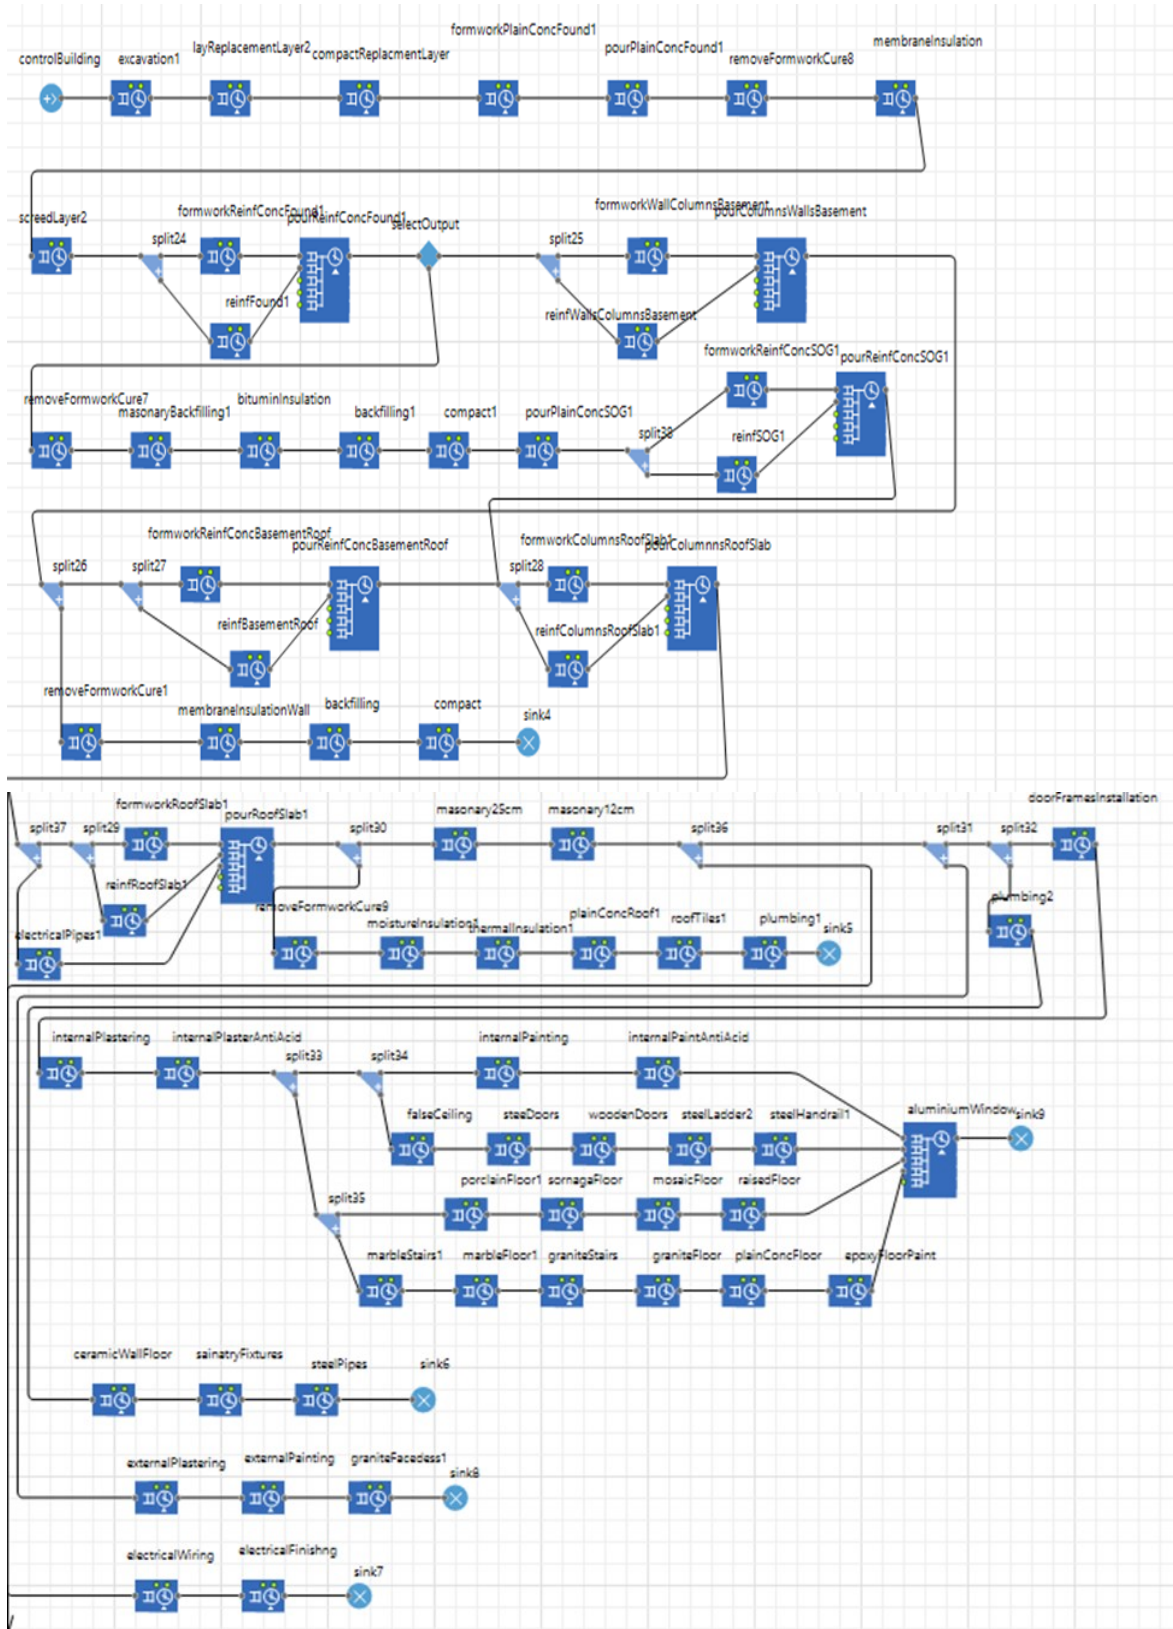 controlBuilding
excavation1
layReplacementLayer2
compactReplacmentLayer
formworkPlainConcFound1
pourPlainConcFound1
removeFormworkCure8
membraneInsulation
screedLayer2
split24
formworkReinfConcFound1
pourReinfConcFound1
selectOutput
split25
formworkWallColumnsBasement
pourColumnsWallsBasement
reinfFound1
reinfWallsColumnsBasement
removeFormworkCure7
masonaryBackfilling1
bituminInsulation
backfilling1
compact1
pourPlainConcSOG1
split38
formworkReinfConcSOG1
pourReinfConcSOG1
reinfSOG1
split26
split27
formworkReinfConcBasementRoof
pourReinfConcBasementRoof
split28
formworkColumnsRoofSlab1
pourColumnnsRoofSlab
reinfBasementRoof
reinfColumnsRoofSlab1
removeFormworkCure1
membraneInsulationWall
backfilling
compact
sink4
split37
split29
formworkRoofSlab1
pourRoofSlab1
split30
masonary25cm
masonary12cm
split36
split31
split32
doorFramesInstallation
reinfRoofSlab1
electricalPipes1
removeFormworkCure9
moistureInsulation1
thermalInsulation1
plainConcRoof1
roofTiles1
plumbing1
sink5
plumbing2
internalPlastering
internalPlasterAntiAcid
split33
split34
internalPainting
internalPaintAntiAcid
falseCeiling
steeDoors
woodenDoors
steelLadder2
steelHandrail1
aluminiumWindow
sink9
split35
porclainFloor1
sornagaFloor
mosaicFloor
raisedFloor
marbleStairs1
marbleFloor1
graniteStairs
graniteFloor
plainConcFloor
epoxyFloorPaint
ceramicWallFloor
sainatryFixtures
steelPipes
sink6
externalPlastering
externalPainting
graniteFacedess1
sink8
electricalWiring
electricalFinishng
sink7